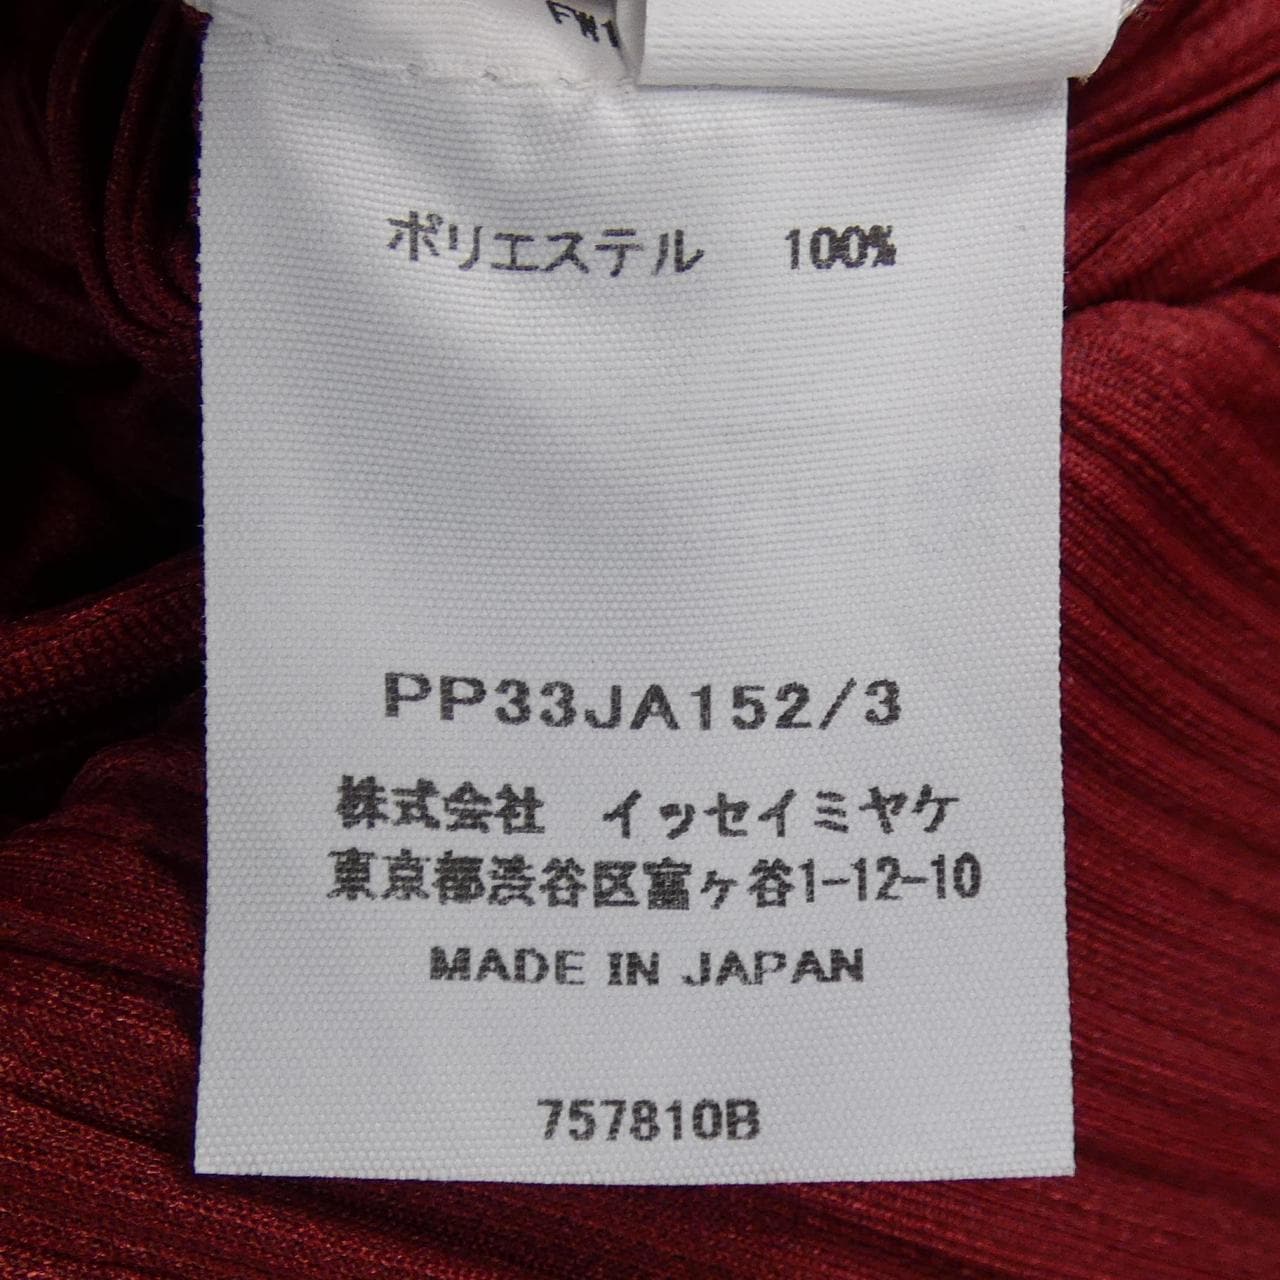 FW1
ポリエステル 100%
PP33JA152/3
株式会社 イッセイミヤケ
東京都渋谷区富ヶ谷1-12-10
MADE IN JAPAN
757810B